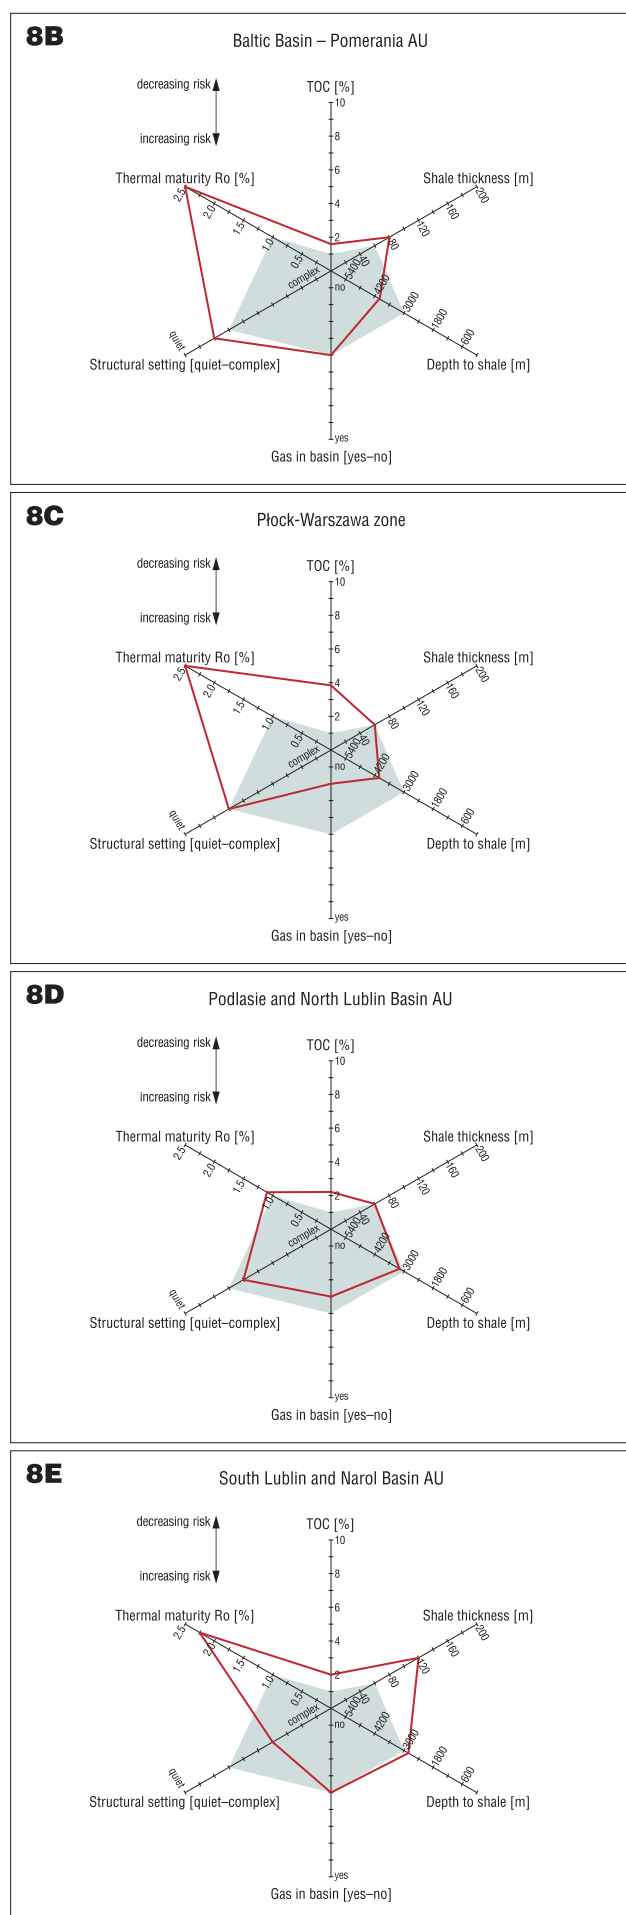 8B
Baltic Basin – Pomerania AU
decreasing risk
increasing risk
TOC [%]
10
8
6
4
2
Thermal maturity Ro [%]
2.5
2.0
1.5
1.0
0.5
Shale thickness [m]
200
160
120
80
40
complex
quiet
Structural setting [quiet–complex]
5400
4200
3000
1800
600
Depth to shale [m]
no
yes
Gas in basin [yes–no]
8C
Płock-Warszawa zone
decreasing risk
increasing risk
TOC [%]
10
8
6
4
2
Thermal maturity Ro [%]
2.5
2.0
1.5
1.0
0.5
Shale thickness [m]
200
160
120
80
40
complex
quiet
Structural setting [quiet–complex]
5400
4200
3000
1800
600
Depth to shale [m]
no
yes
Gas in basin [yes–no]
8D
Podlasie and North Lublin Basin AU
decreasing risk
increasing risk
TOC [%]
10
8
6
4
2
Thermal maturity Ro [%]
2.5
2.0
1.5
1.0
0.5
Shale thickness [m]
200
160
120
80
40
complex
quiet
Structural setting [quiet–complex]
5400
4200
3000
1800
600
Depth to shale [m]
no
yes
Gas in basin [yes–no]
8E
South Lublin and Narol Basin AU
decreasing risk
increasing risk
TOC [%]
10
8
6
4
2
Thermal maturity Ro [%]
2.5
2.0
1.5
1.0
0.5
Shale thickness [m]
200
160
120
80
40
complex
quiet
Structural setting [quiet–complex]
5400
4200
3000
1800
600
Depth to shale [m]
no
yes
Gas in basin [yes–no]